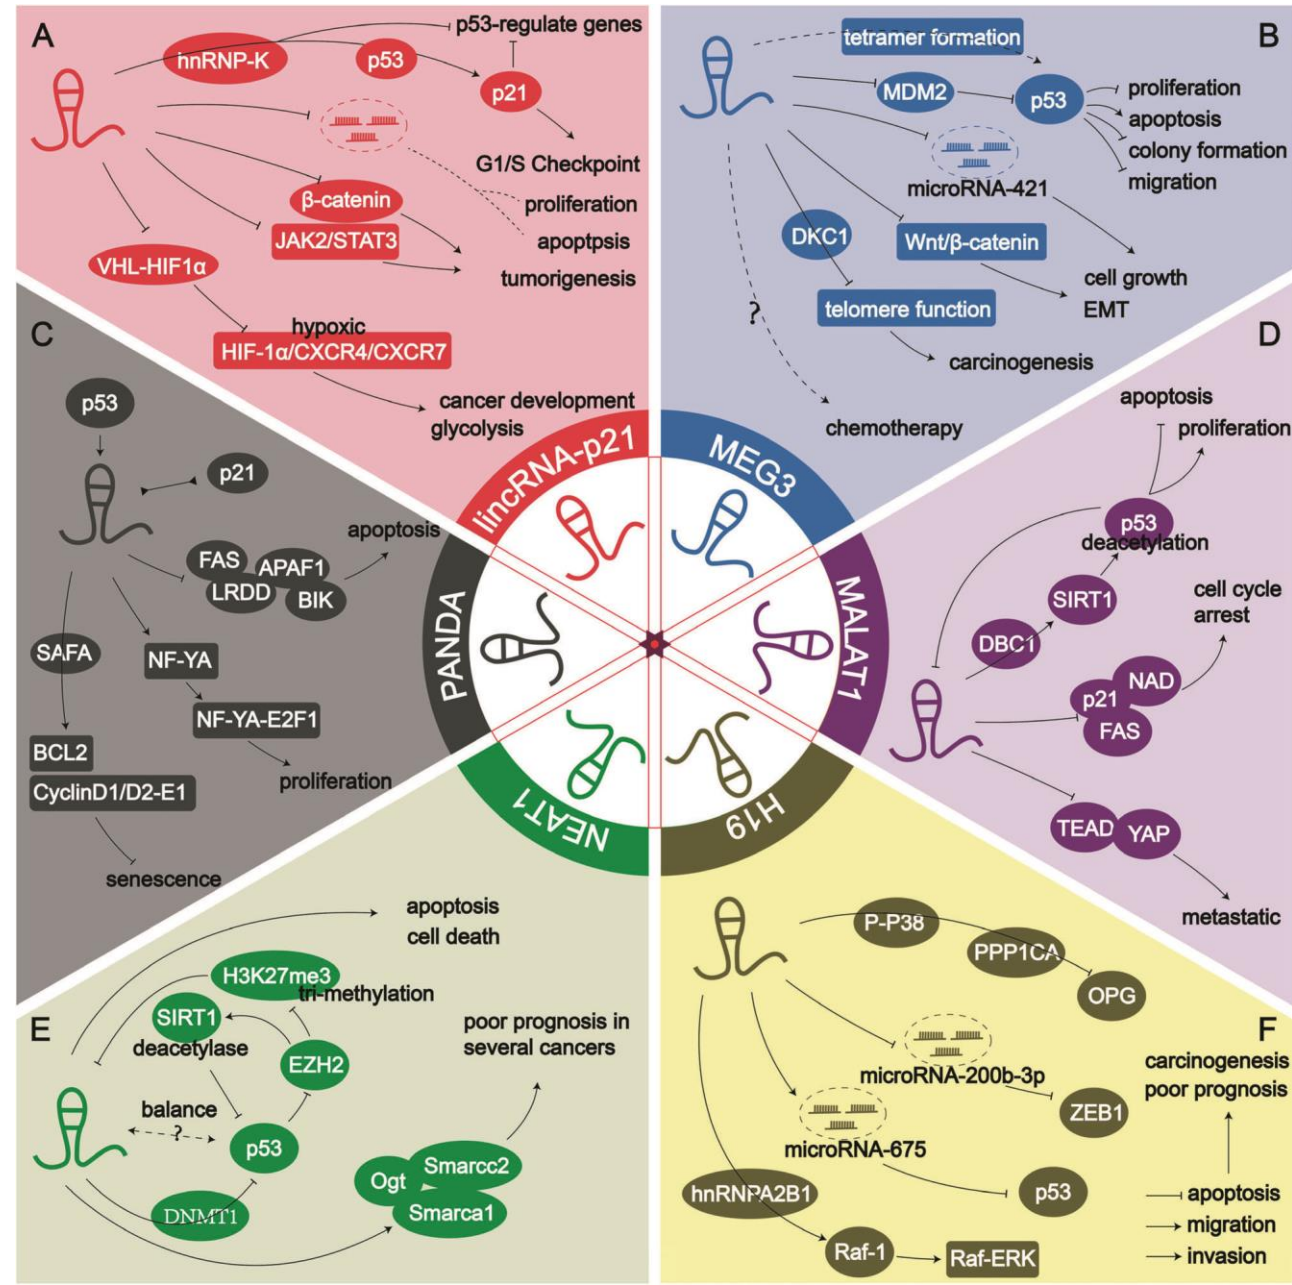 A
p53-regulate genes
hnRNP-K
p53
p21
G1/S Checkpoint
β-catenin
proliferation
JAK2/STAT3
apoptpsis
VHL-HIF1α
tumorigenesis
hypoxic
HIF-1α/CXCR4/CXCR7
cancer development
glycolysis
lincRNA-p21
B
tetramer formation
MDM2
p53
proliferation
apoptosis
colony formation
migration
microRNA-421
DKC1
Wnt/β-catenin
cell growth
EMT
telomere function
?
carcinogenesis
chemotherapy
MEG3
C
p53
p21
apoptosis
FAS
APAF1
LRDD
BIK
SAFA
NF-YA
NF-YA-E2F1
BCL2
proliferation
CyclinD1/D2-E1
senescence
PANDA
D
apoptosis
proliferation
p53
deacetylation
SIRT1
cell cycle
arrest
DBC1
NAD
p21
FAS
TEAD
YAP
metastatic
MALAT1
E
apoptosis
cell death
H3K27me3
tri-methylation
SIRT1
deacetylase
poor prognosis in
several cancers
EZH2
balance
?
p53
Smarcc2
Ogt
DNMT1
Smarca1
NEAT1
F
P-P38
PPP1CA
OPG
carcinogenesis
poor prognosis
microRNA-200b-3p
ZEB1
microRNA-675
hnRNPA2B1
p53
apoptosis
migration
Raf-1
Raf-ERK
invasion
H19